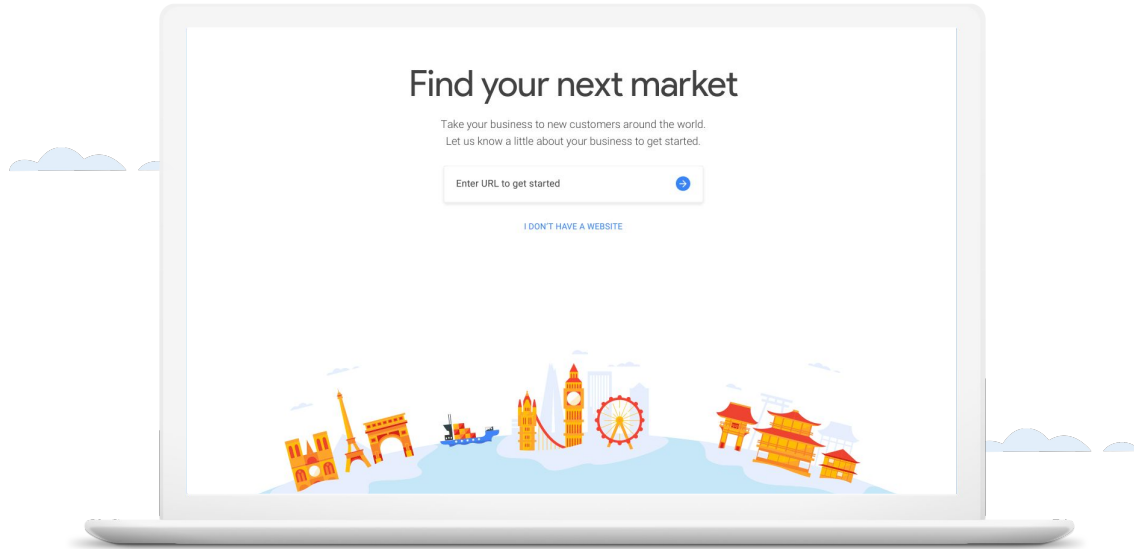 Find your next market
Take your business to new customers around the world.
Let us know a little about your business to get started.
Enter URL to get started
I DON'T HAVE A WEBSITE